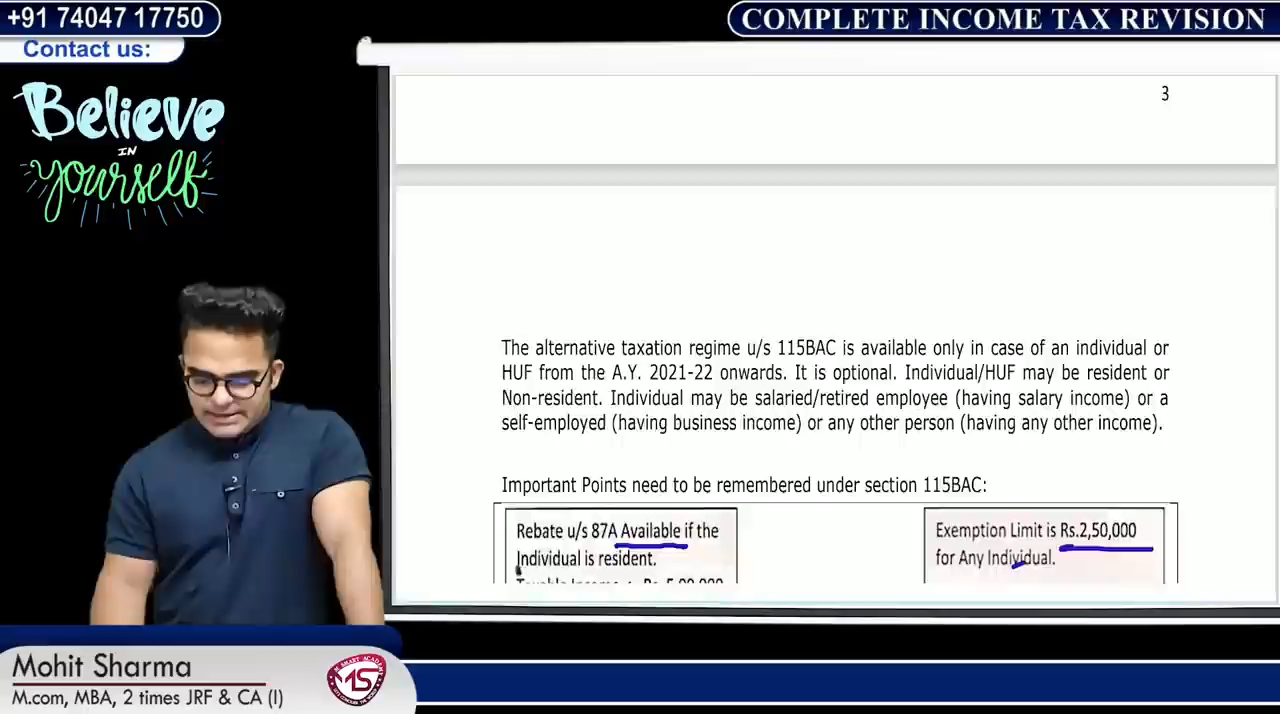 +91 74047 17750
Contact us:
COMPLETE INCOME TAX REVISION
Believe
IN
yourself
3
The alternative taxation regime u/s 115BAC is available only in case of an individual or
HUF from the A.Y. 2021-22 onwards. It is optional. Individual/HUF may be resident or
Non-resident. Individual may be salaried/retired employee (having salary income) or a
self-employed (having business income) or any other person (having any other income).
Important Points need to be remembered under section 115BAC:
Rebate u/s 87A Available if the
Individual is resident.
Exemption Limit is Rs.2,50,000
for Any Individual.
Mohit Sharma
M.com, MBA, 2 times JRF & CA (I)
M SMART ACADEMY
MS